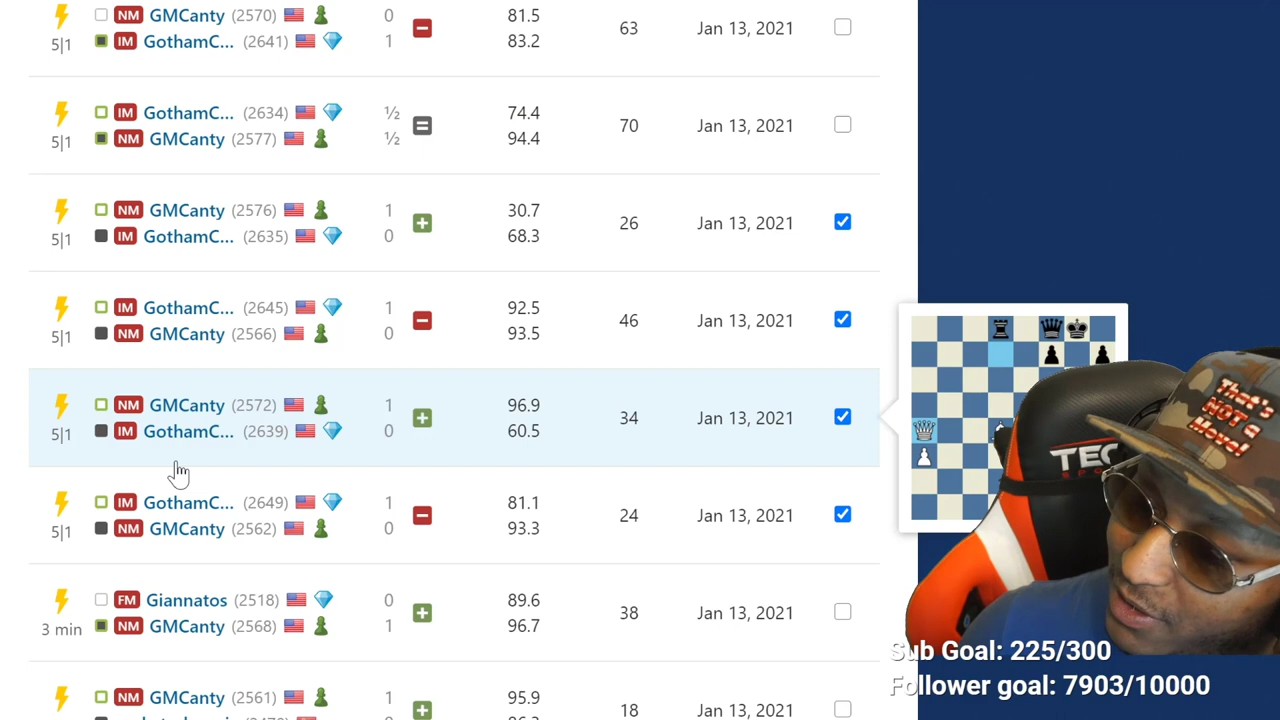 NM GMCanty (2570) 0 81.5 63 Jan 13, 2021
5|1 IM GothamC... (2641) 1 83.2
IM GothamC... (2634) ½ 74.4 70 Jan 13, 2021
5|1 NM GMCanty (2577) ½ 94.4
NM GMCanty (2576) 1 30.7 26 Jan 13, 2021
5|1 IM GothamC... (2635) 0 68.3
IM GothamC... (2645) 1 92.5 46 Jan 13, 2021
5|1 NM GMCanty (2566) 0 93.5
NM GMCanty (2572) 1 96.9 34 Jan 13, 2021
5|1 IM GothamC... (2639) 0 60.5
IM GothamC... (2649) 1 81.1 24 Jan 13, 2021
5|1 NM GMCanty (2562) 0 93.3
FM Giannatos (2518) 0 89.6 38 Jan 13, 2021
3 min NM GMCanty (2568) 1 96.7
NM GMCanty (2561) 1 95.9 18 Jan 13, 2021
That's
NOT a
Move!
TEC
Sub Goal: 225/300
Follower goal: 7903/10000